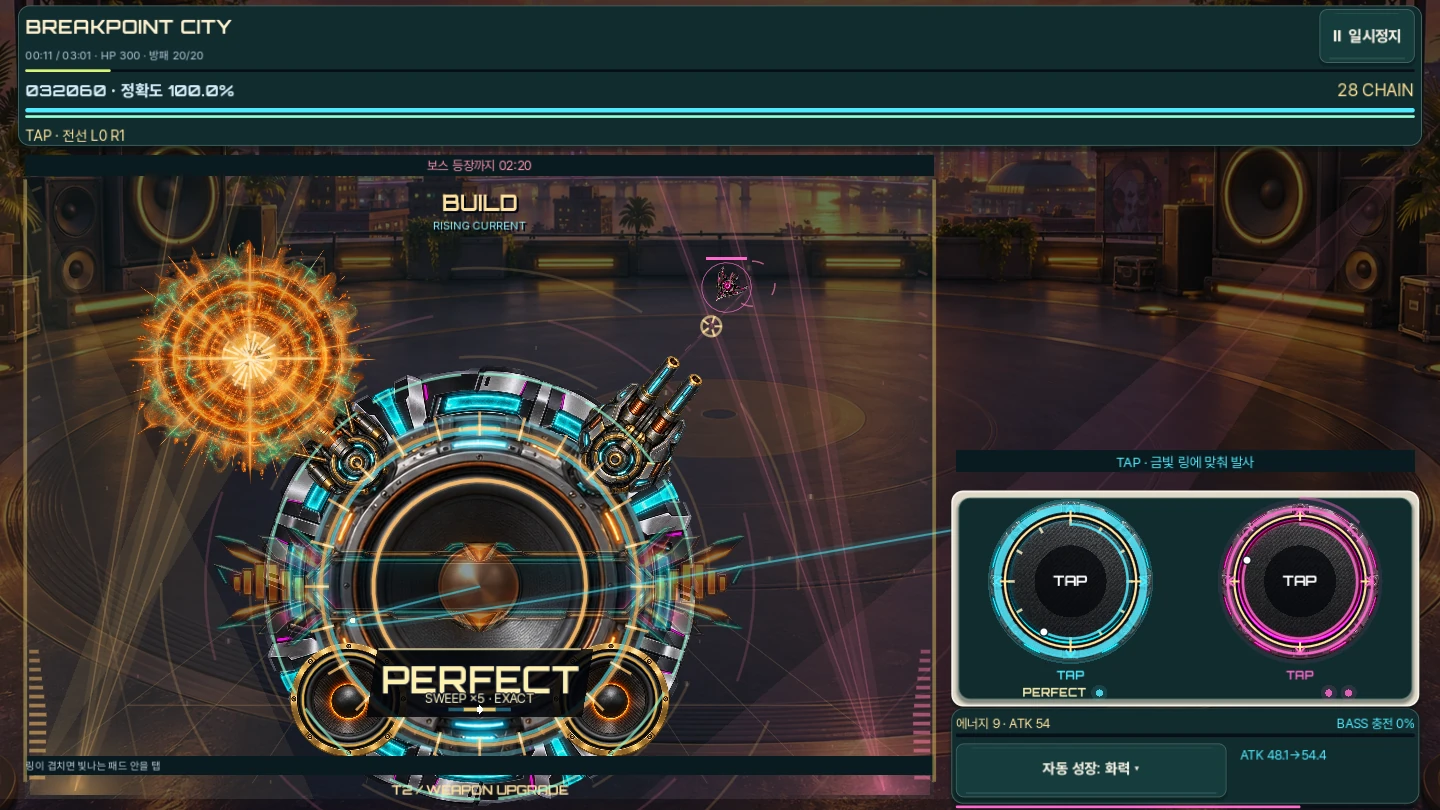 BREAKPOINT CITY
00:11 / 03:01 · HP 300 · 방패 20/20
일시정지
032060 · 정확도 100.0%
28 CHAIN
TAP · 전선 L0 R1
보스 등장까지 02:20
BUILD
RISING CURRENT
TAP · 금빛 링에 맞춰 발사
TAP
TAP
TAP
TAP
PERFECT
PERFECT
SWEEP ×5 · EXACT
에너지 9 · ATK 54
BASS 충전 0%
자동 성장: 화력
ATK 48.1→54.4
링이 겹치면 빛나는 패드 안을 탭
T2 / WEAPON UPGRADE